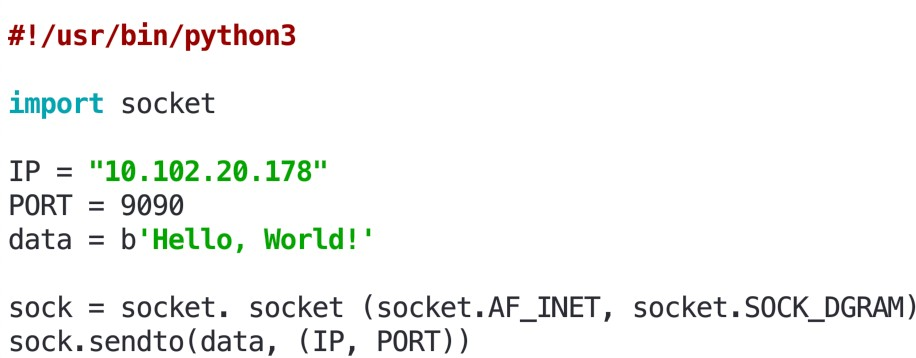 #!/usr/bin/python3
import socket
IP = "10.102.20.178"
PORT = 9090
data = b'Hello, World!'
sock = socket. socket (socket.AF_INET, socket.SOCK_DGRAM)
sock.sendto(data, (IP, PORT))